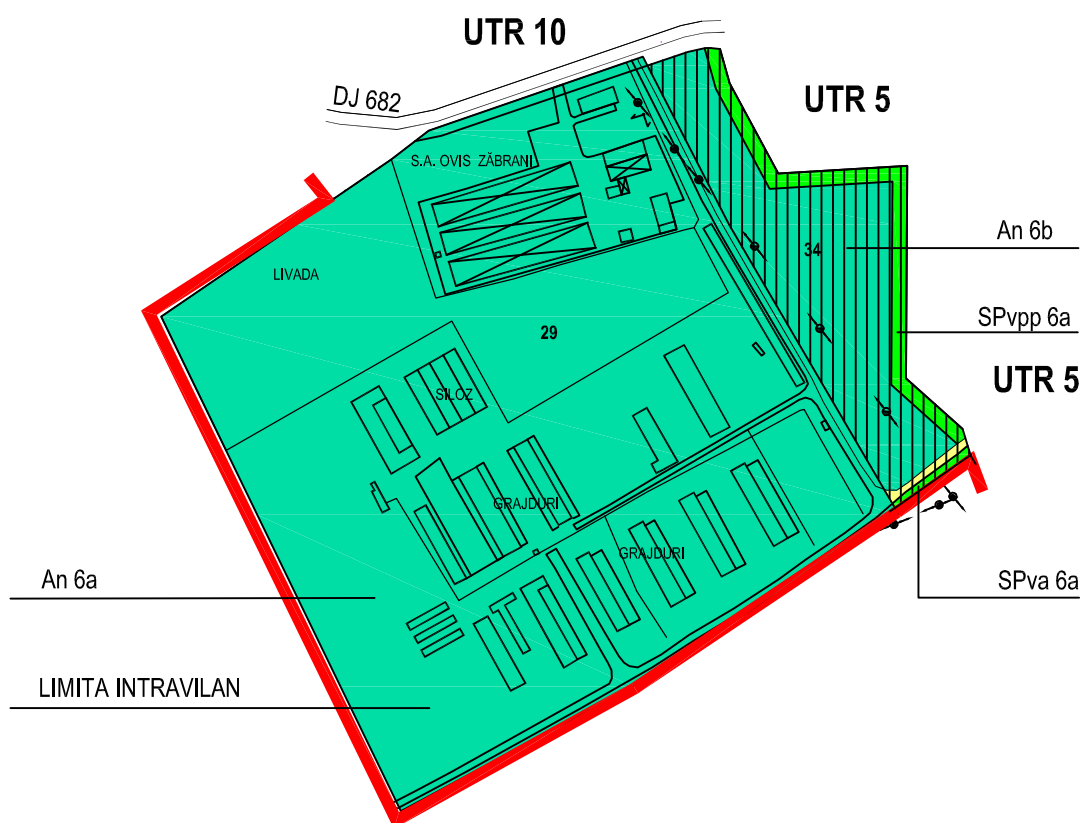 UTR 10
UTR 5
DJ 682
S.A. OVIS ZĂBRANI
An 6b
34
LIVADA
SPvpp 6a
29
UTR 5
SILOZ
GRAJDURI
GRAJDURI
An 6a
SPva 6a
LIMITA INTRAVILAN